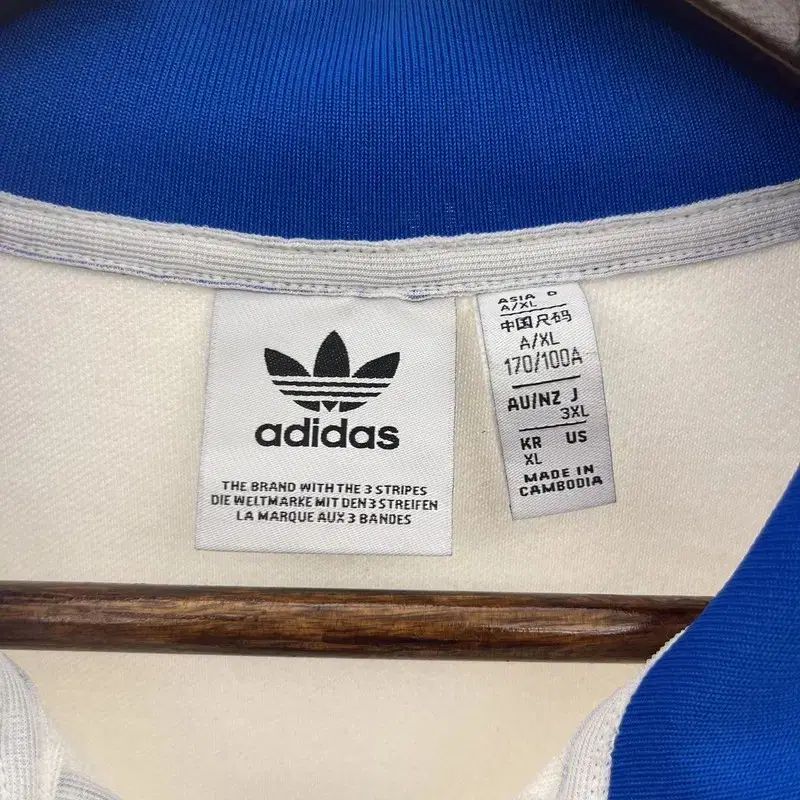 adidas
THE BRAND WITH THE 3 STRIPES
DIE WELTMARKE MIT DEN 3 STREIFEN
LA MARQUE AUX 3 BANDES
ASIA
A/XL
中国尺码
A/XL
170/100A
AU/NZ J
3XL
KR US
XL
MADE IN
CAMBODIA